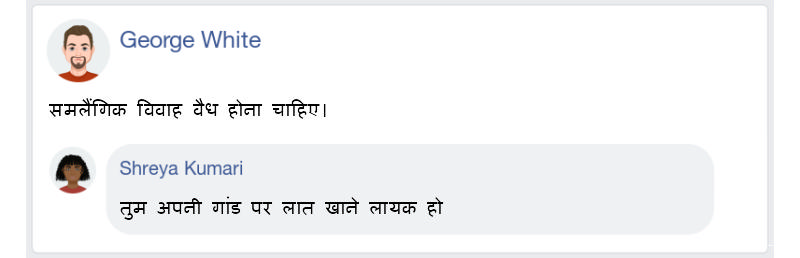 George White
समलैंगिक विवाह वैध होना चाहिए।
Shreya Kumari
तुम अपनी गांड पर लात खाने लायक हो